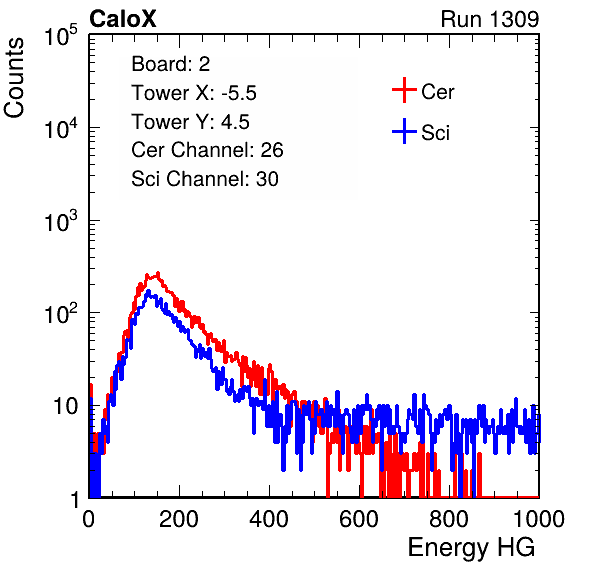 CaloX Run 1309
Counts
10^5
10^4
10^3
10^2
10
1
Board: 2
Tower X: -5.5
Tower Y: 4.5
Cer Channel: 26
Sci Channel: 30
Cer
Sci
0 200 400 600 800 1000
Energy HG